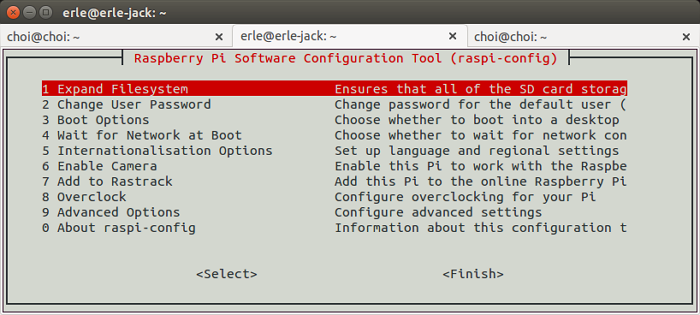 erle@erle-jack: ~
choi@choi: ~ × erle@erle-jack: ~ × choi@choi: ~ ×
Raspberry Pi Software Configuration Tool (raspi-config)
1 Expand Filesystem Ensures that all of the SD card storag
2 Change User Password Change password for the default user (
3 Boot Options Choose whether to boot into a desktop
4 Wait for Network at Boot Choose whether to wait for network con
5 Internationalisation Options Set up language and regional settings
6 Enable Camera Enable this Pi to work with the Raspbe
7 Add to Rastrack Add this Pi to the online Raspberry Pi
8 Overclock Configure overclocking for your Pi
9 Advanced Options Configure advanced settings
0 About raspi-config Information about this configuration t
<Select> <Finish>